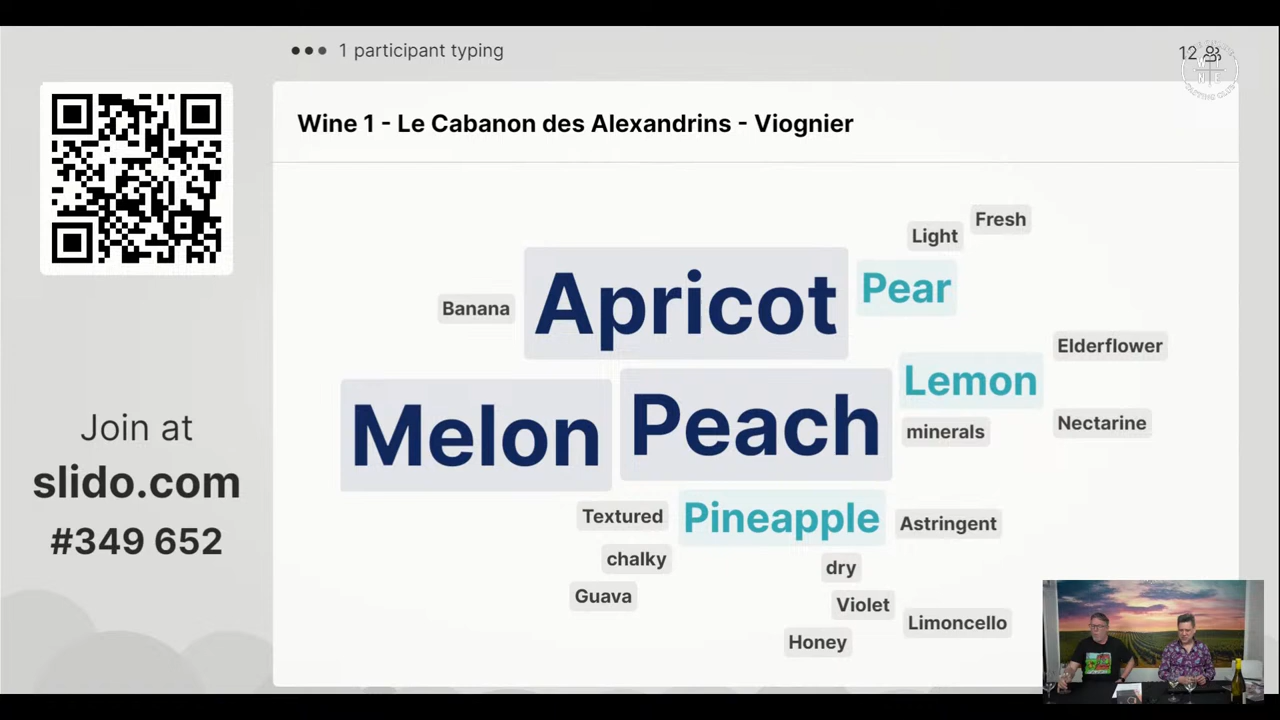 1 participant typing
12
Wine 1 - Le Cabanon des Alexandrins - Viognier
Fresh
Light
Banana
Apricot
Pear
Elderflower
Melon
Peach
Lemon
minerals
Nectarine
Textured
Pineapple
Astringent
chalky
dry
Guava
Violet
Limoncello
Honey
Join at
slido.com
#349 652